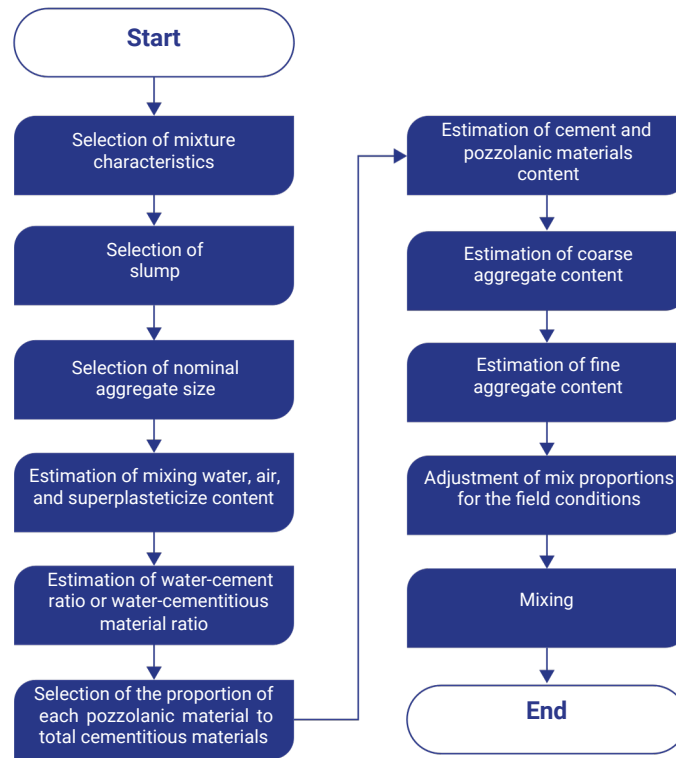 Start
Selection of mixture
characteristics
Selection of
slump
Selection of nominal
aggregate size
Estimation of mixing water, air,
and superplasteticize content
Estimation of water-cement
ratio or water-cementitious
material ratio
Selection of the proportion of
each pozzolanic material to
total cementitious materials
Estimation of cement and
pozzolanic materials
content
Estimation of coarse
aggregate content
Estimation of fine
aggregate content
Adjustment of mix proportions
for the field conditions
Mixing
End